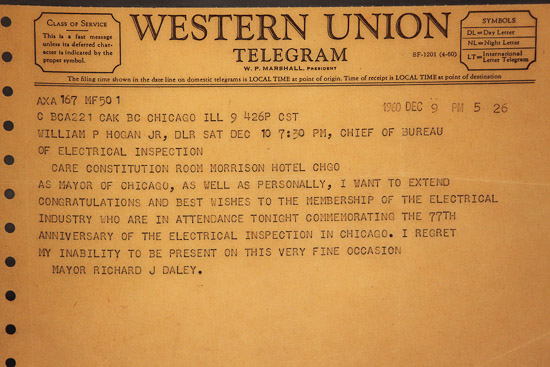 CLASS OF SERVICE
This is a fast message
unless its deferred char-
acter is indicated by the
proper symbol.
WESTERN UNION
TELEGRAM
W. P. MARSHALL, PRESIDENT
SF-1201 (4-60)
SYMBOLS
DL=Day Letter
NL=Night Letter
LT=International Letter Telegram
The filing time shown in the date line on domestic telegrams is LOCAL TIME at point of origin. Time of receipt is LOCAL TIME at point of destination
AXA 167 MF50 1
1960 DEC 9 PM 5 26
C BCA221 CAK BC CHICAGO ILL 9 426P CST
WILLIAM P HOGAN JR, DLR SAT DEC 10 7:30 PM, CHIEF OF BUREAU
OF ELECTRICAL INSPECTION
CARE CONSTITUTION ROOM MORRISON HOTEL CHGO
AS MAYOR OF CHICAGO, AS WELL AS PERSONALLY, I WANT TO EXTEND
CONGRATULATIONS AND BEST WISHES TO THE MEMBERSHIP OF THE ELECTRICAL
INDUSTRY WHO ARE IN ATTENDANCE TONIGHT COMMEMORATING THE 77TH
ANNIVERSARY OF THE ELECTRICAL INSPECTION IN CHICAGO. I REGRET
MY INABILITY TO BE PRESENT ON THIS VERY FINE OCCASION
MAYOR RICHARD J DALEY.